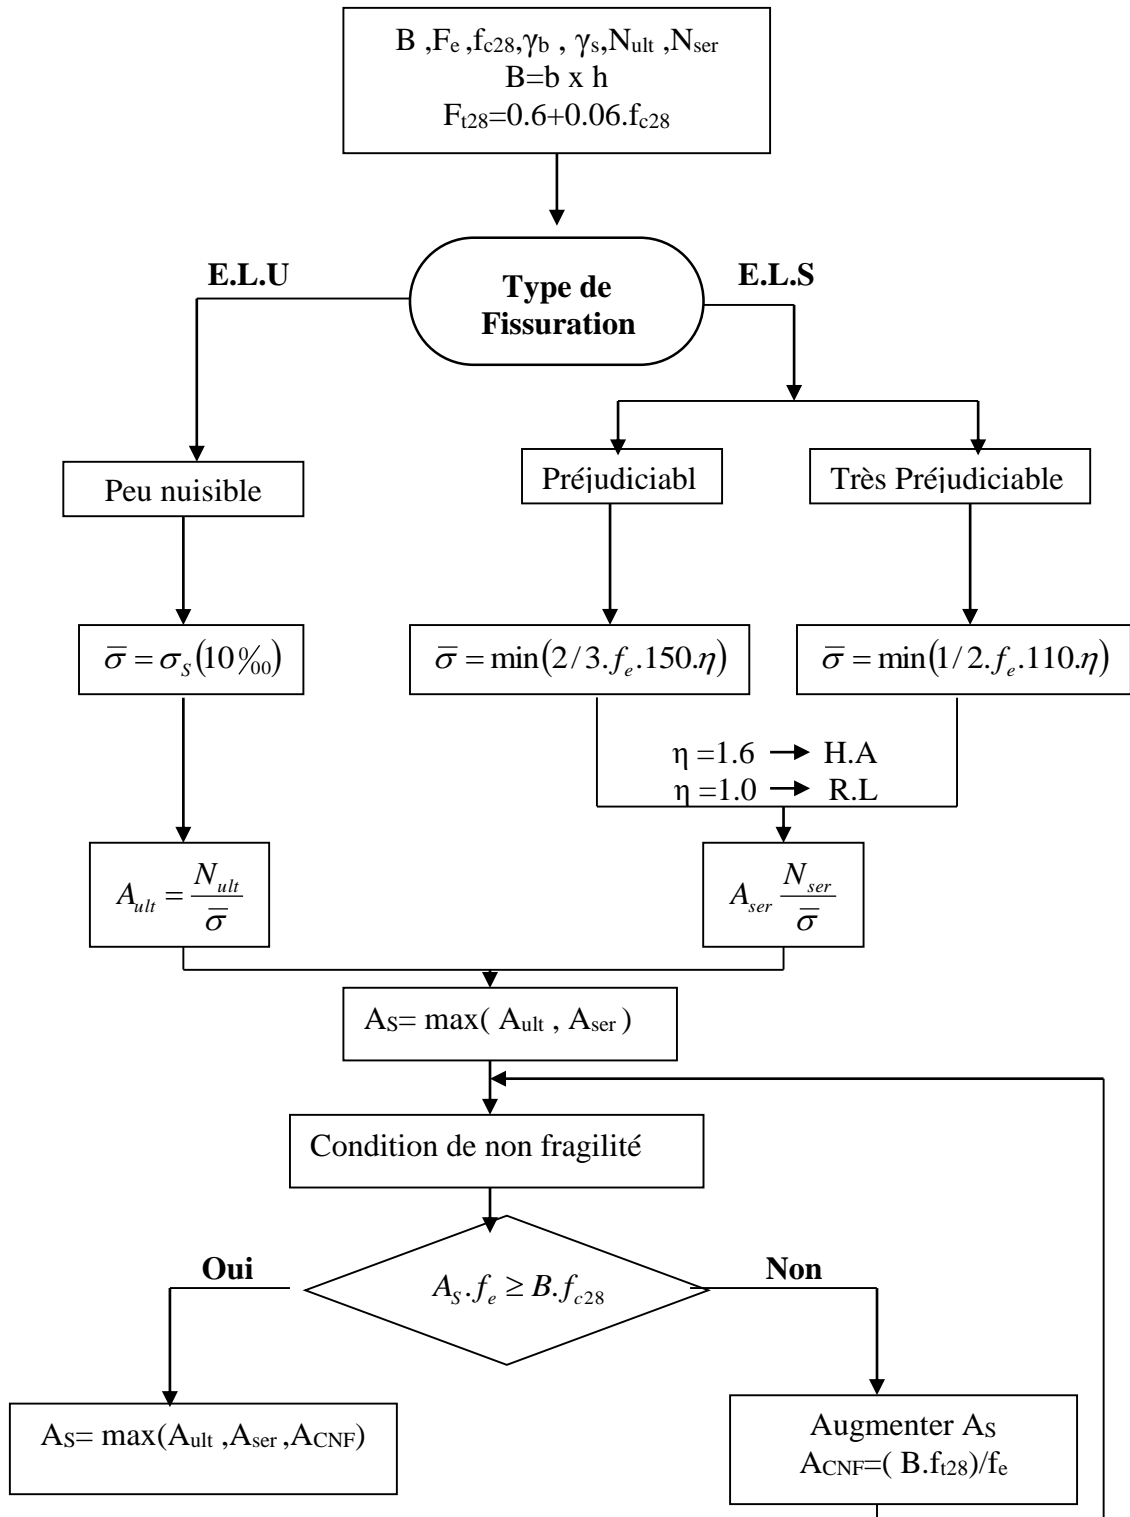 B ,Fe ,fc28,γb , γs,Nult ,Nser
B=b x h
Ft28=0.6+0.06.fc28
E.L.U
E.L.S
Type de
Fissuration
Peu nuisible
Préjudiciabl
Très Préjudiciable
σ̅ = σS(10‰)
σ̅ = min(2/3.fe.150.η)
σ̅ = min(1/2.fe.110.η)
η =1.6 → H.A
η =1.0 → R.L
Ault = Nult / σ̅
Aser Nser / σ̅
AS= max( Ault , Aser )
Condition de non fragilité
Oui
AS.fe ≥ B.fc28
Non
AS= max(Ault ,Aser ,ACNF)
Augmenter AS
ACNF=( B.ft28)/fe